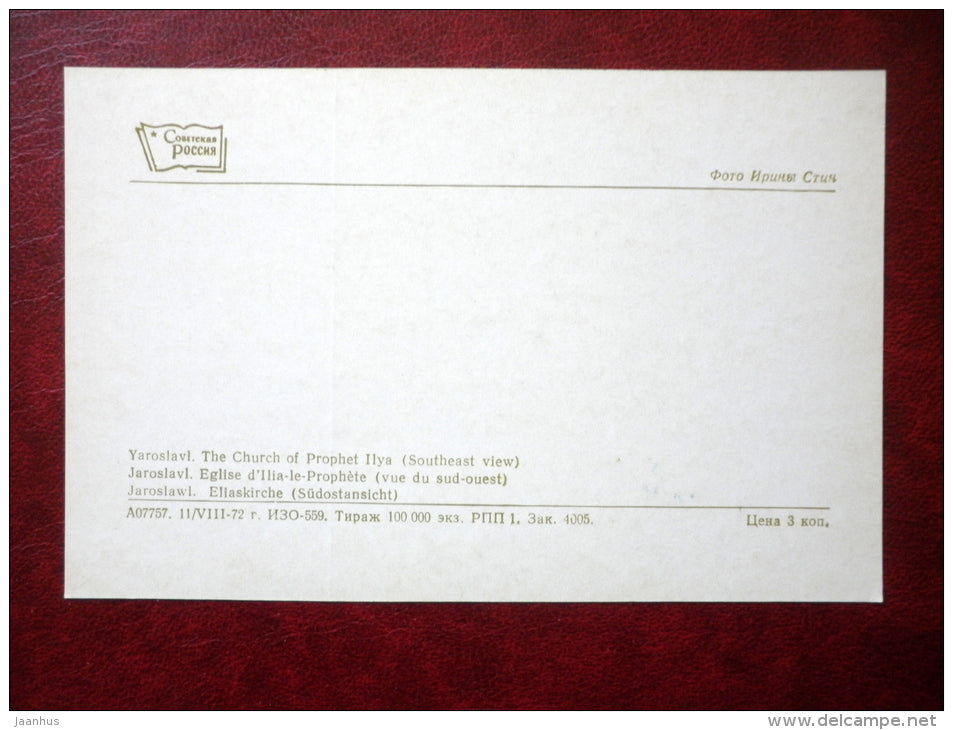 Советская
РОССИЯ
Фото Ирины Стин
Yaroslavl. The Church of Prophet Ilya (Southeast view)
Jaroslavl. Eglise d'Ilia-le-Prophète (vue du sud-ouest)
Jaroslawl. Eliaskirche (Südostansicht)
А07757. 11/VIII-72 г. ИЗО-559. Тираж 100 000 экз. РПП 1. Зак. 4005.
Цена 3 коп.
jaanhus
www.delcampe.net